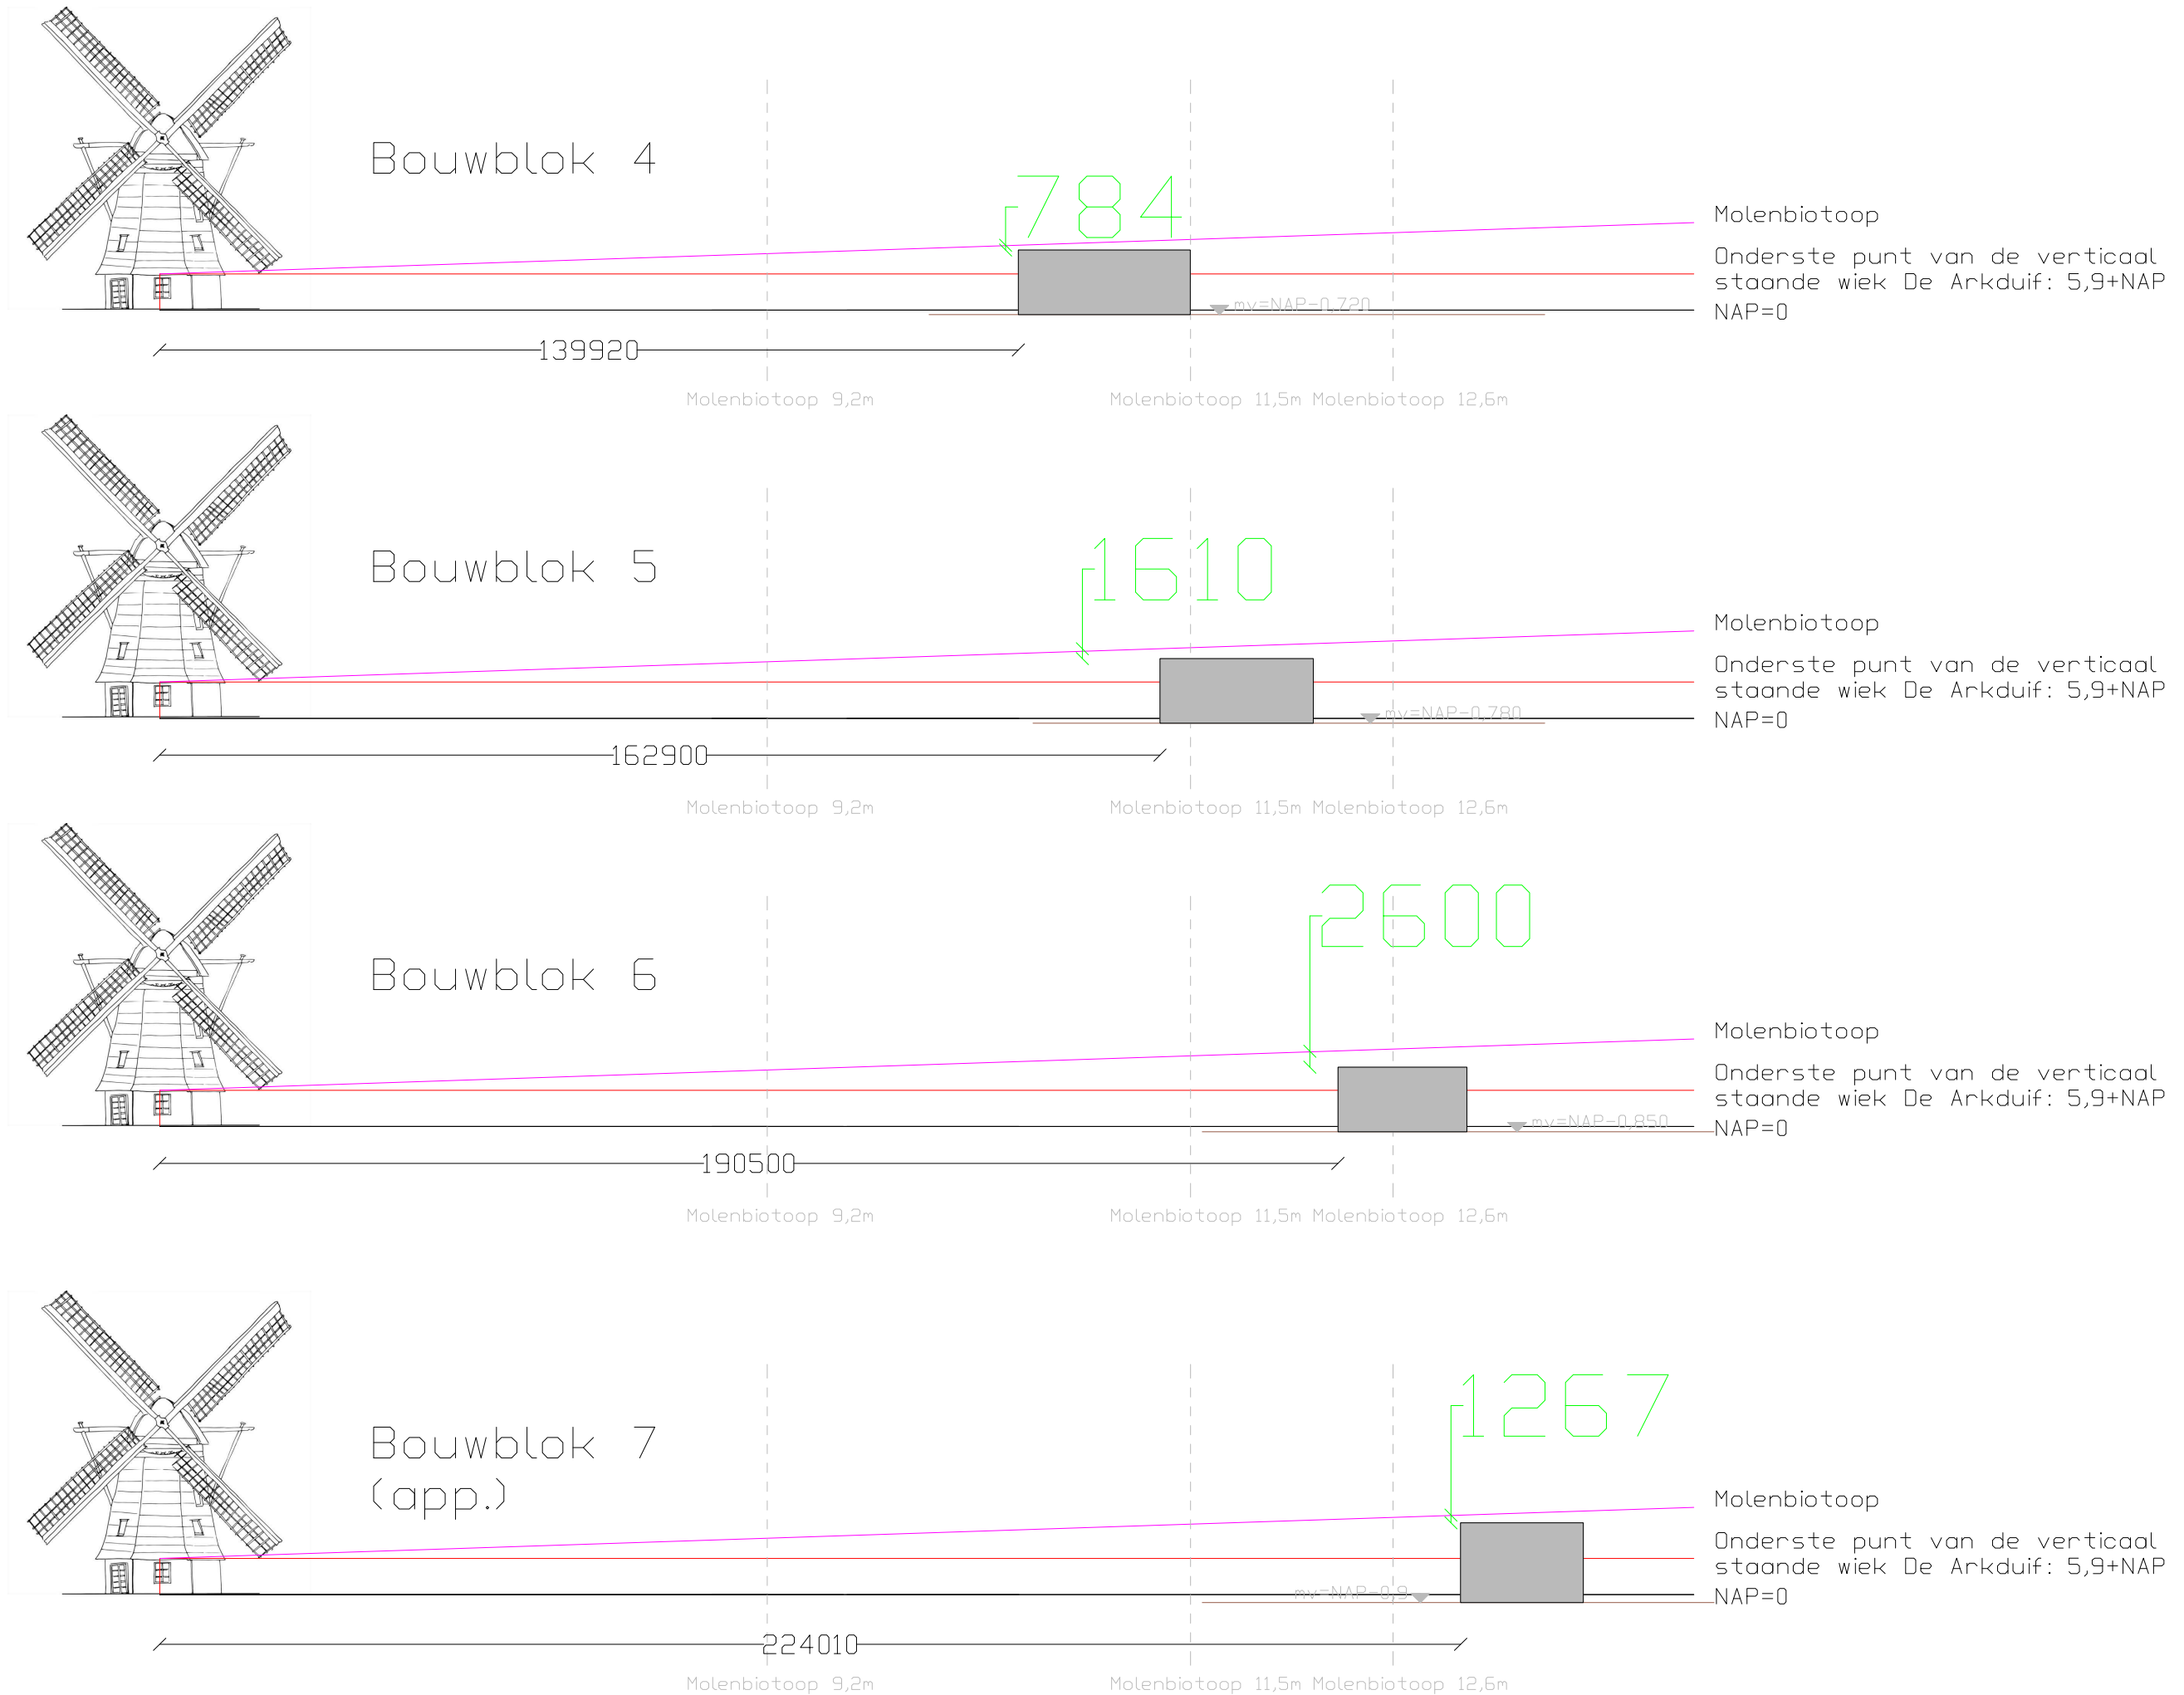 Bouwblok 4
784
Molenbiotoop
Onderste punt van de verticaal
staande wiek De Arkduif: 5,9+NAP
mv=NAP-0,720
NAP=0
139920
Molenbiotoop 9,2m
Molenbiotoop 11,5m
Molenbiotoop 12,6m
Bouwblok 5
1610
Molenbiotoop
Onderste punt van de verticaal
staande wiek De Arkduif: 5,9+NAP
mv=NAP-0,780
NAP=0
162900
Molenbiotoop 9,2m
Molenbiotoop 11,5m
Molenbiotoop 12,6m
Bouwblok 6
2600
Molenbiotoop
Onderste punt van de verticaal
staande wiek De Arkduif: 5,9+NAP
mv=NAP-0,850
NAP=0
190500
Molenbiotoop 9,2m
Molenbiotoop 11,5m
Molenbiotoop 12,6m
Bouwblok 7
(app.)
1267
Molenbiotoop
Onderste punt van de verticaal
staande wiek De Arkduif: 5,9+NAP
mv=NAP-0,9
NAP=0
224010
Molenbiotoop 9,2m
Molenbiotoop 11,5m
Molenbiotoop 12,6m